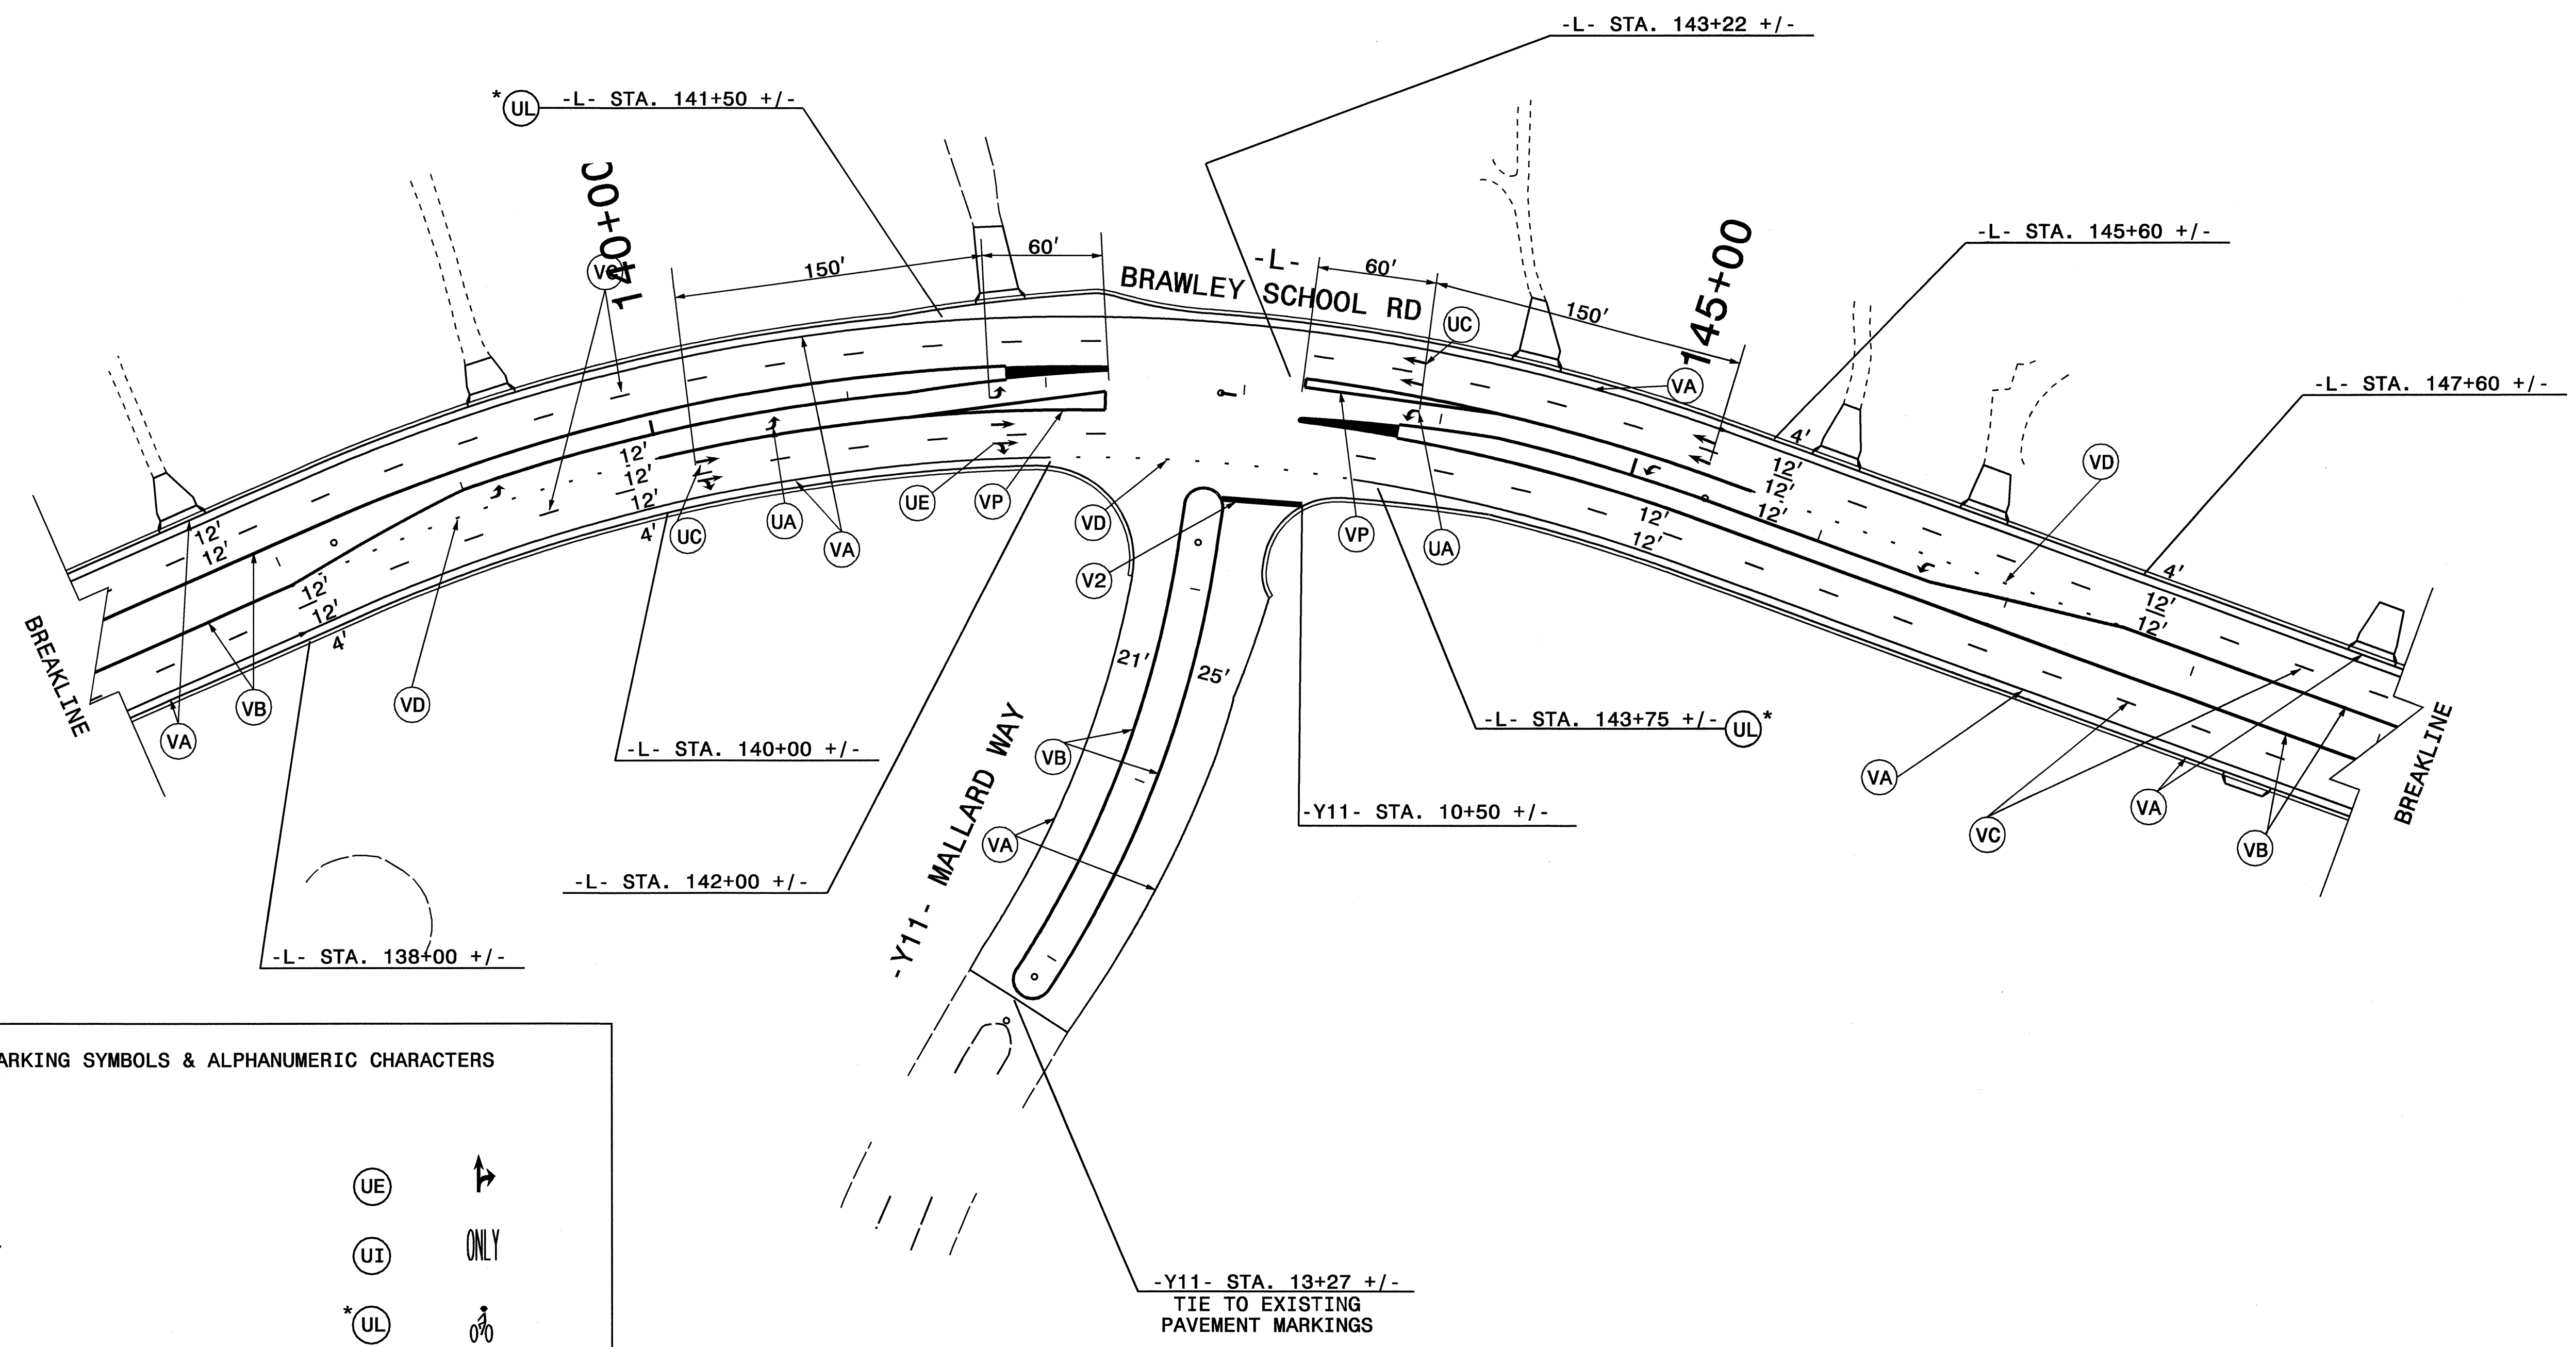 -L- STA. 143+22 +/-
* UL -L- STA. 141+50 +/-
140+00
VC
150'
60'
-L-
BRAWLEY SCHOOL RD
60'
150'
UC
VA
145+00
-L- STA. 145+60 +/-
-L- STA. 147+60 +/-
4'
12'
12'
12'
VD
4'
12'
12'
12'
12'
12'
12'
12'
4'
12'
12'
12'
12'
4'
UC
UA
VA
UE
VP
VD
V2
VP
UA
BREAKLINE
VA
VB
VD
21'
25'
VB
VA
-Y11- MALLARD WAY
-L- STA. 143+75 +/- UL *
-L- STA. 140+00 +/-
-Y11- STA. 10+50 +/-
VA
VC
VA
VB
BREAKLINE
-L- STA. 142+00 +/-
-L- STA. 138+00 +/-
ARKING SYMBOLS & ALPHANUMERIC CHARACTERS
UE
UI ONLY
* UL
-Y11- STA. 13+27 +/-
TIE TO EXISTING
PAVEMENT MARKINGS